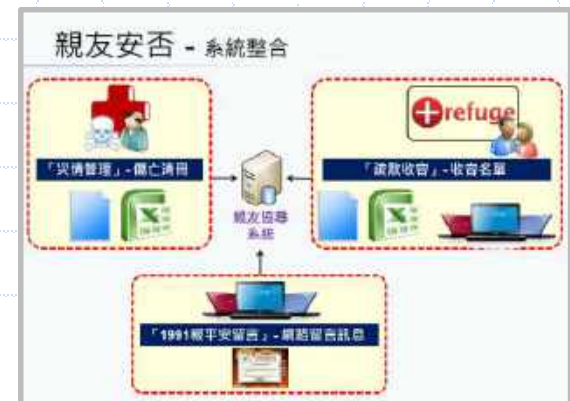 親友安否 - 系統整合
refuge
「災情管理」-傷亡清冊
「疏散收容」-收容名單
親友協尋
系統
「1991報平安留言」-網路留言訊息